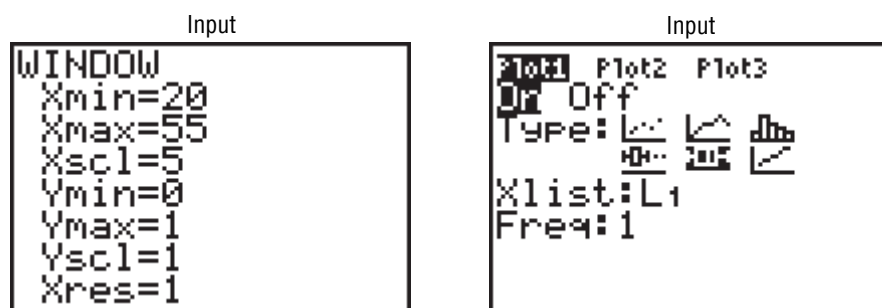 Input
WINDOW
Xmin=20
Xmax=55
Xscl=5
Ymin=0
Ymax=1
Yscl=1
Xres=1
Input
Plot1 Plot2 Plot3
On Off
Type:
Xlist:L₁
Freq:1